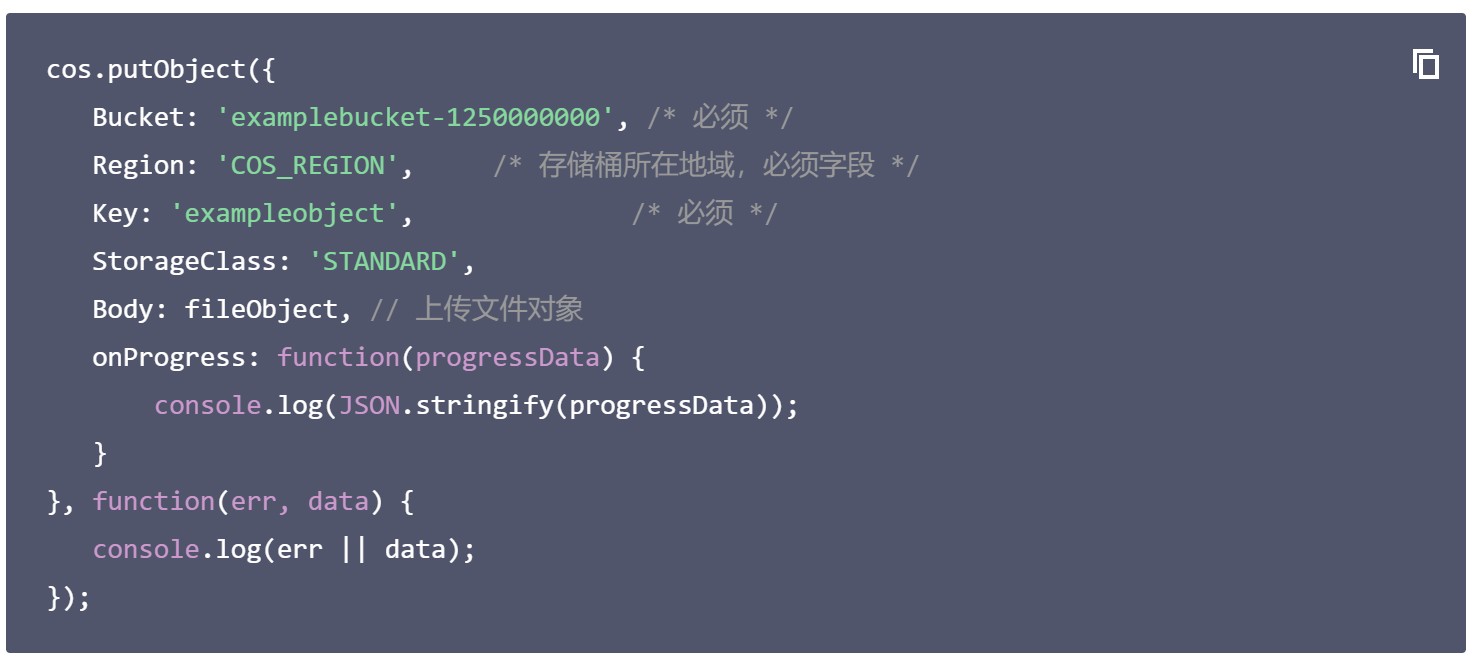 cos.putObject({
   Bucket: 'examplebucket-1250000000', /* 必须 */
   Region: 'COS_REGION',     /* 存储桶所在地域，必须字段 */
   Key: 'exampleobject',              /* 必须 */
   StorageClass: 'STANDARD',
   Body: fileObject, // 上传文件对象
   onProgress: function(progressData) {
       console.log(JSON.stringify(progressData));
   }
}, function(err, data) {
   console.log(err || data);
});